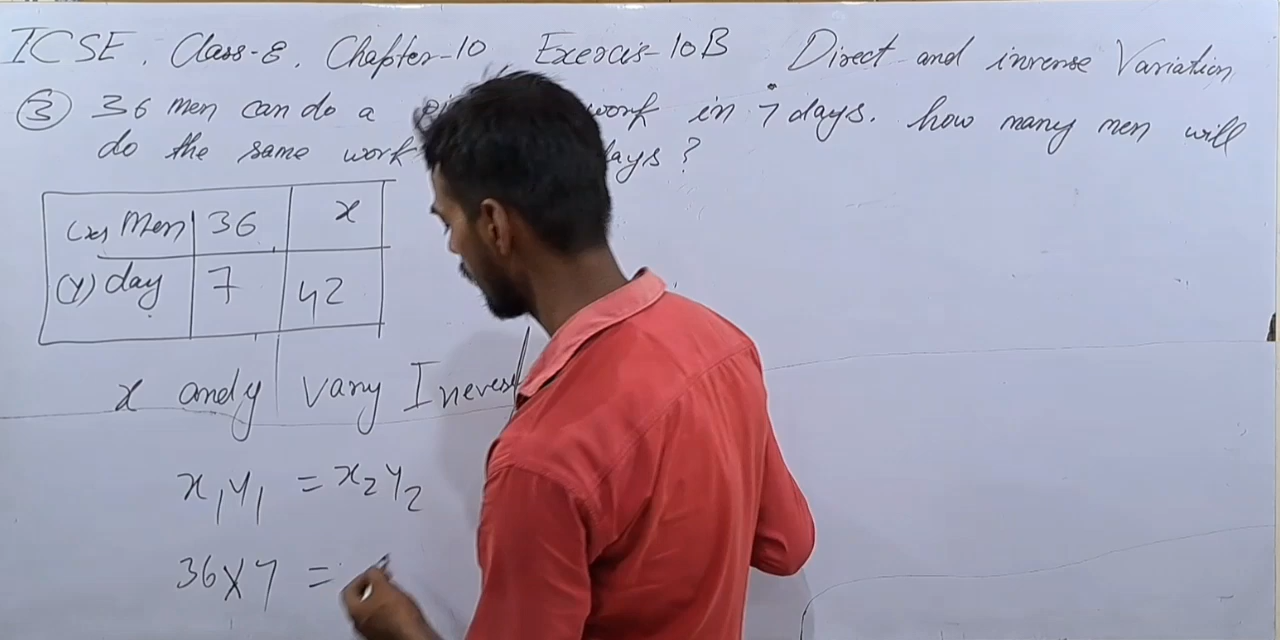 ICSE. Class-8. Chapter-10 Exercis-10B Direct and inverse Variation
③ 36 men can do a work in 7 days. how many men will
do the same work days ?
(x) Men 36 x
(y) day 7 42
x and y vary Ineversl
x₁y₁ = x₂y₂
36×7 =